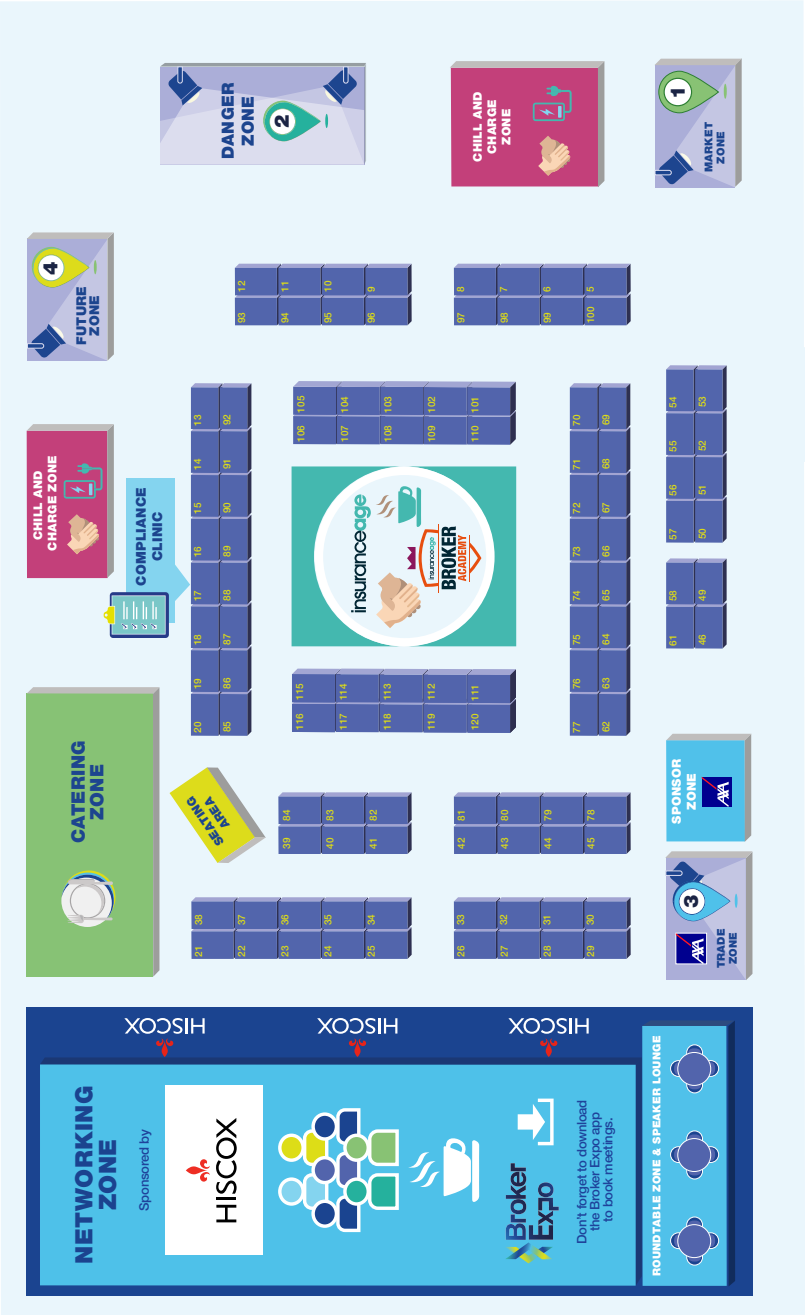 NETWORKING
ZONE
Sponsored by
HISCOX
Broker
Expo
Don't forget to download
the Broker Expo app
to book meetings.
ROUNDTABLE ZONE & SPEAKER LOUNGE
HISCOX
HISCOX
HISCOX
CATERING
ZONE
SEATING
AREA
CHILL AND
CHARGE ZONE
COMPLIANCE
CLINIC
4
FUTURE
ZONE
21 38
22 37
23 36
24 35
25 34
26 33
27 32
28 31
29 30
39 84
40 83
41 82
42 81
43 80
44 79
45 78
20 19 18 17 16 15 14 13
85 86 87 88 89 90 91 92
116 115
117 114
118 113
119 112
120 111
insuranceage
insuranceage
BROKER
ACADEMY
106 105
107 104
108 103
109 102
110 101
77 76 75 74 73 72 71 70
62 63 64 65 66 67 68 69
93 12
94 11
95 10
96 9
97 8
98 7
99 6
100 5
3
AXA
TRADE
ZONE
SPONSOR
ZONE
AXA
61 58
46 49
57 56 55 54
50 51 52 53
DANGER
ZONE
2
CHILL AND
CHARGE
ZONE
1
MARKET
ZONE